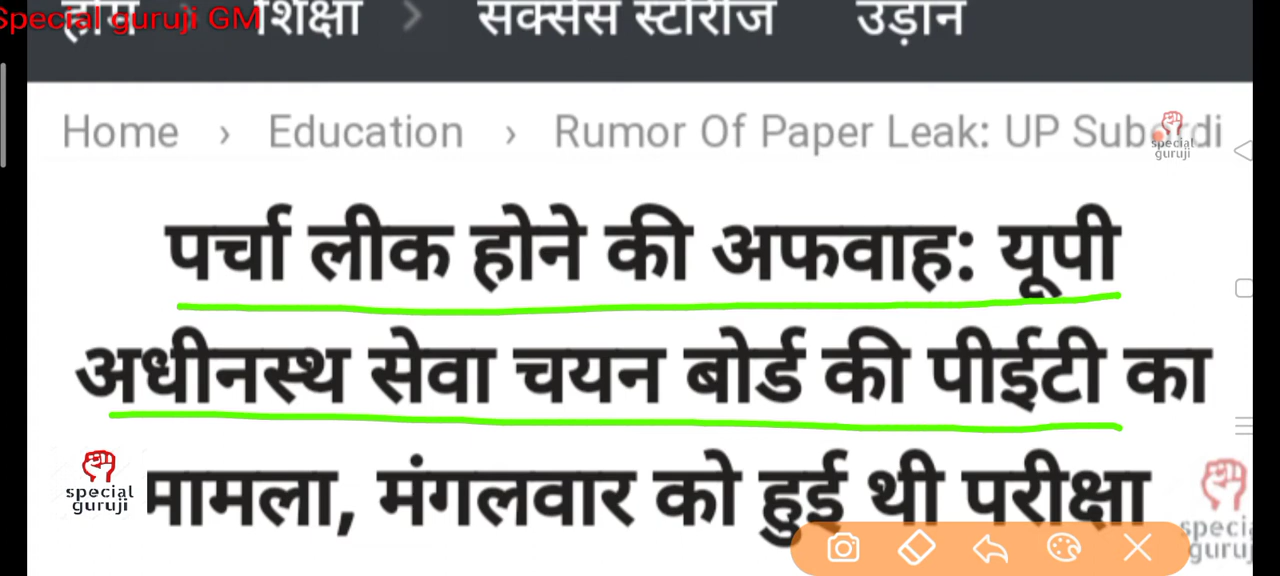 Special guruji GM
होम शिक्षा > सक्सेस स्टोरीज उड़ान
Home > Education > Rumor Of Paper Leak: UP Subordi
special
guruji
पर्चा लीक होने की अफवाह: यूपी
अधीनस्थ सेवा चयन बोर्ड की पीईटी का
मामला, मंगलवार को हुई थी परीक्षा
special
guruji